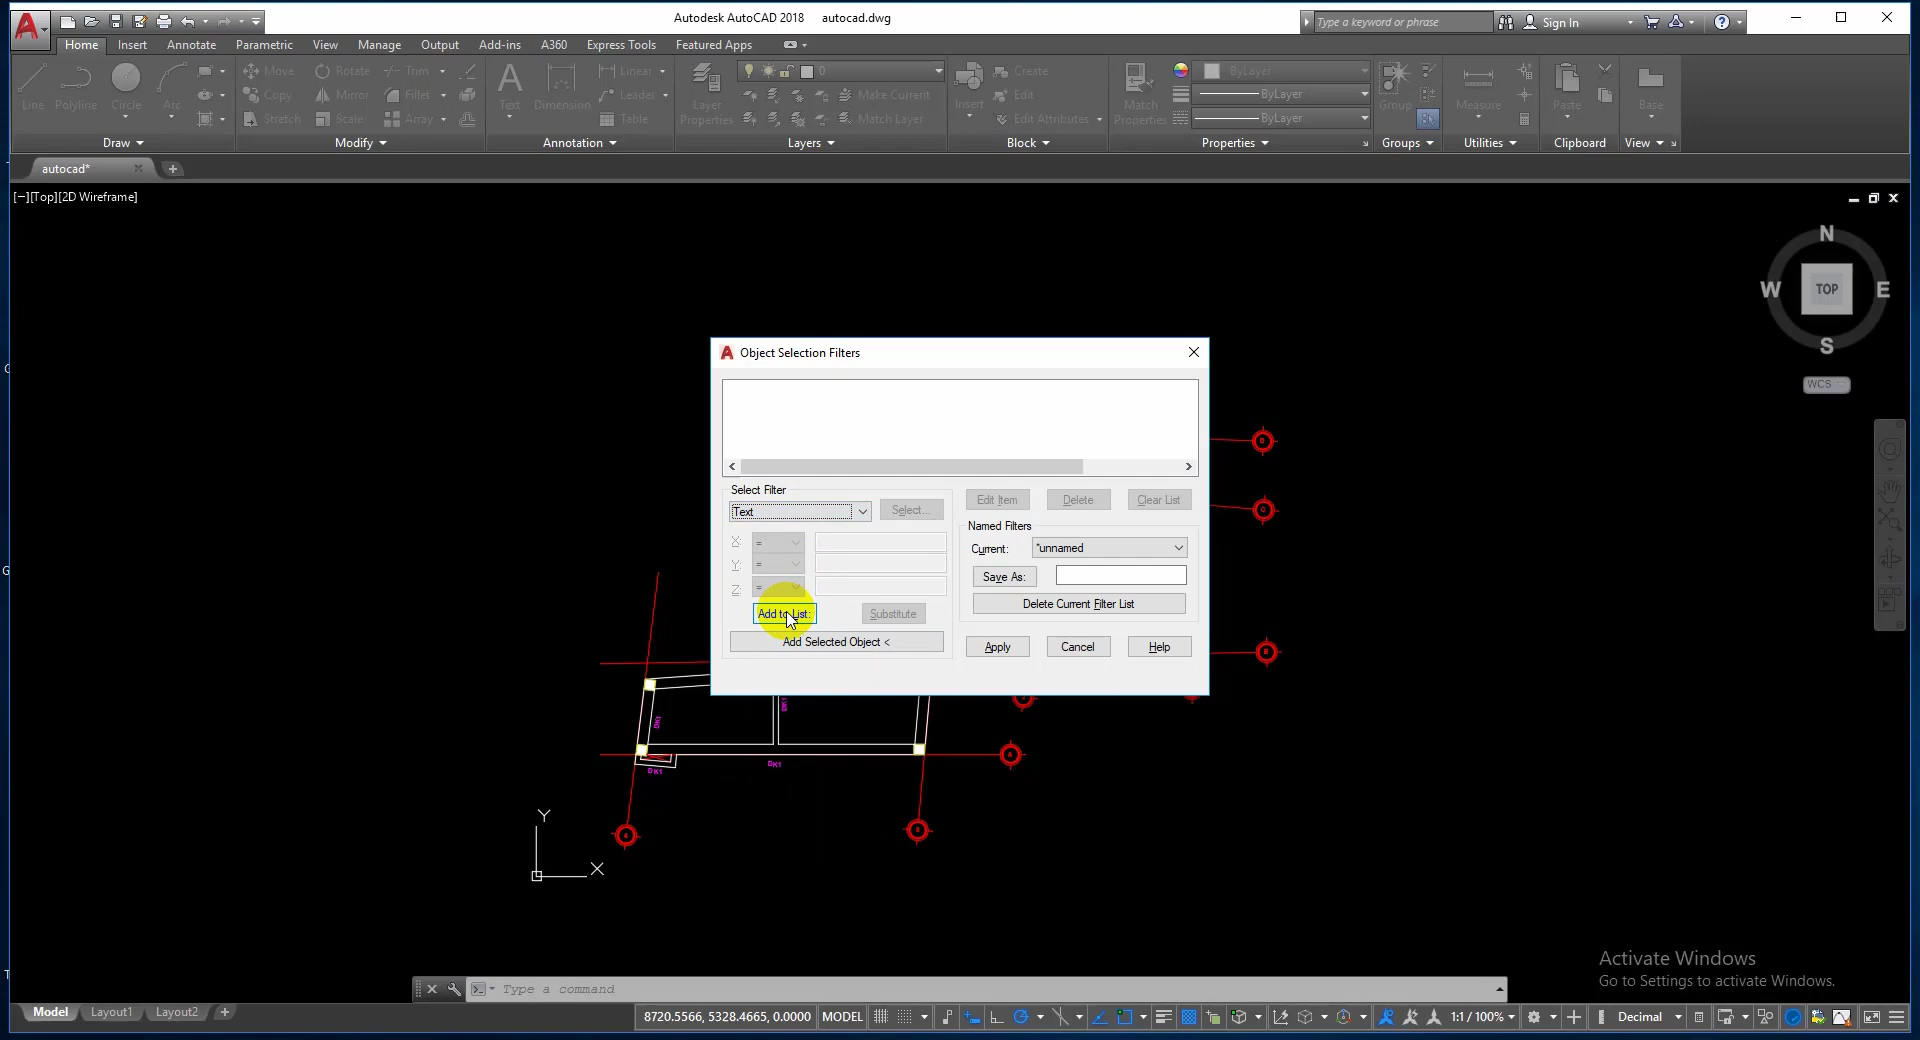 Autodesk AutoCAD 2018 autocad.dwg
Type a keyword or phrase
Sign In
Home Insert Annotate Parametric View Manage Output Add-ins A360 Express Tools Featured Apps
Line Polyline Circle Arc
Move Rotate Trim
Copy Mirror Fillet
Stretch Scale Array
Text Dimension
Linear
Leader
Table
Layer Properties
0
Make Current
Match Layer
Insert
Create
Edit
Edit Attributes
Match Properties
ByLayer
ByLayer
ByLayer
Group
Measure
Paste
Base
Draw Modify Annotation Layers Block Properties Groups Utilities Clipboard View
autocad*
[−][Top][2D Wireframe]
N
W TOP E
S
WCS
Object Selection Filters
Select Filter
Text
Select...
X: =
Y: =
Z: =
Add to List:
Substitute
Add Selected Object <
Edit Item Delete Clear List
Named Filters
Current: *unnamed
Save As:
Delete Current Filter List
Apply Cancel Help
DK1
DK1
DK1
DK1
Y
X
Activate Windows
Go to Settings to activate Windows.
Type a command
Model Layout1 Layout2
8720.5566, 5328.4665, 0.0000 MODEL
1:1 / 100%
Decimal